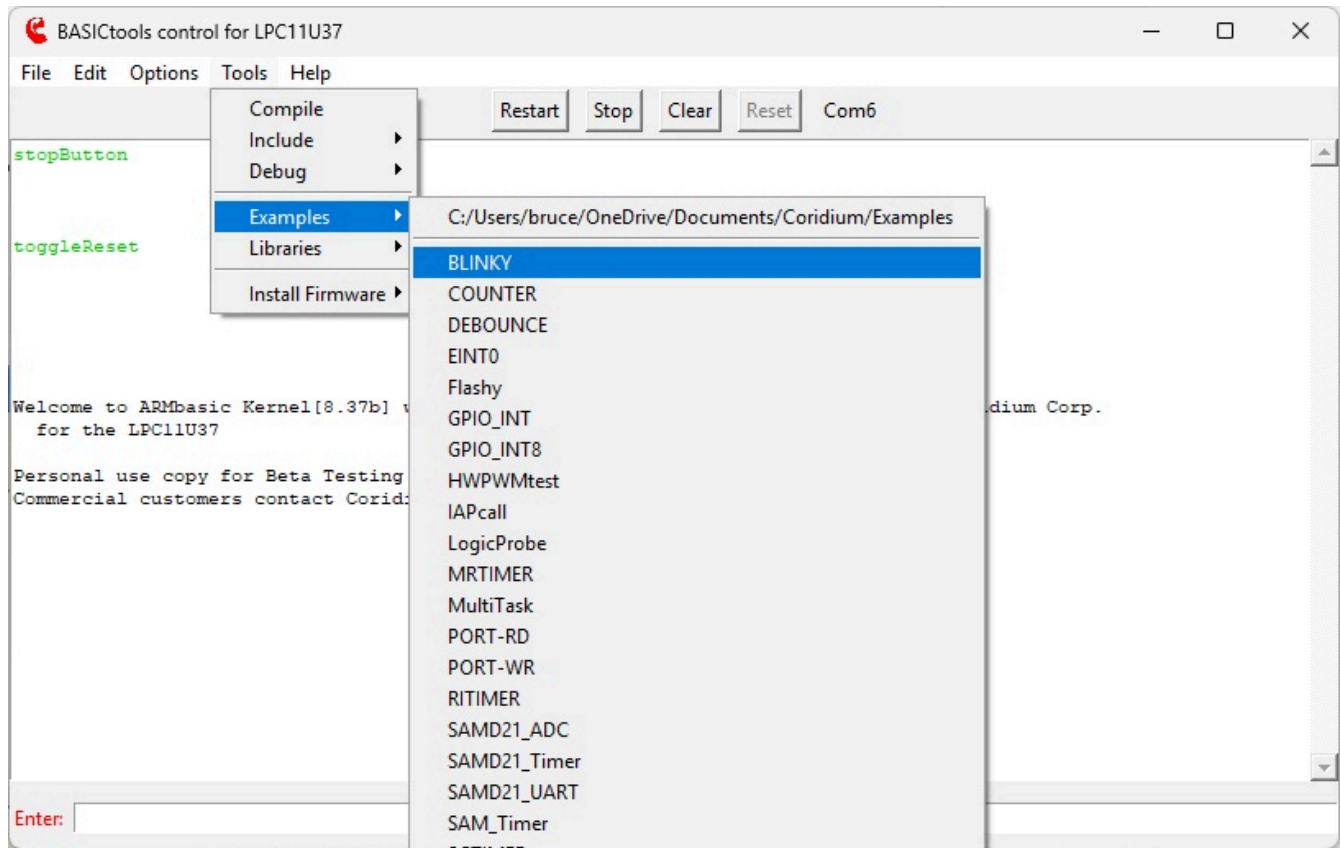 BASICtools control for LPC11U37
File Edit Options Tools Help
Restart Stop Clear Reset Com6
Compile
Include
Debug
Examples
Libraries
Install Firmware
C:/Users/bruce/OneDrive/Documents/Coridium/Examples
BLINKY
COUNTER
DEBOUNCE
EINT0
Flashy
GPIO_INT
GPIO_INT8
HWPWMtest
IAPcall
LogicProbe
MRTIMER
MultiTask
PORT-RD
PORT-WR
RITIMER
SAMD21_ADC
SAMD21_Timer
SAMD21_UART
SAM_Timer
stopButton
toggleReset
Welcome to ARMbasic Kernel[8.37b] dium Corp.
for the LPC11U37
Personal use copy for Beta Testing
Commercial customers contact Corid
Enter: